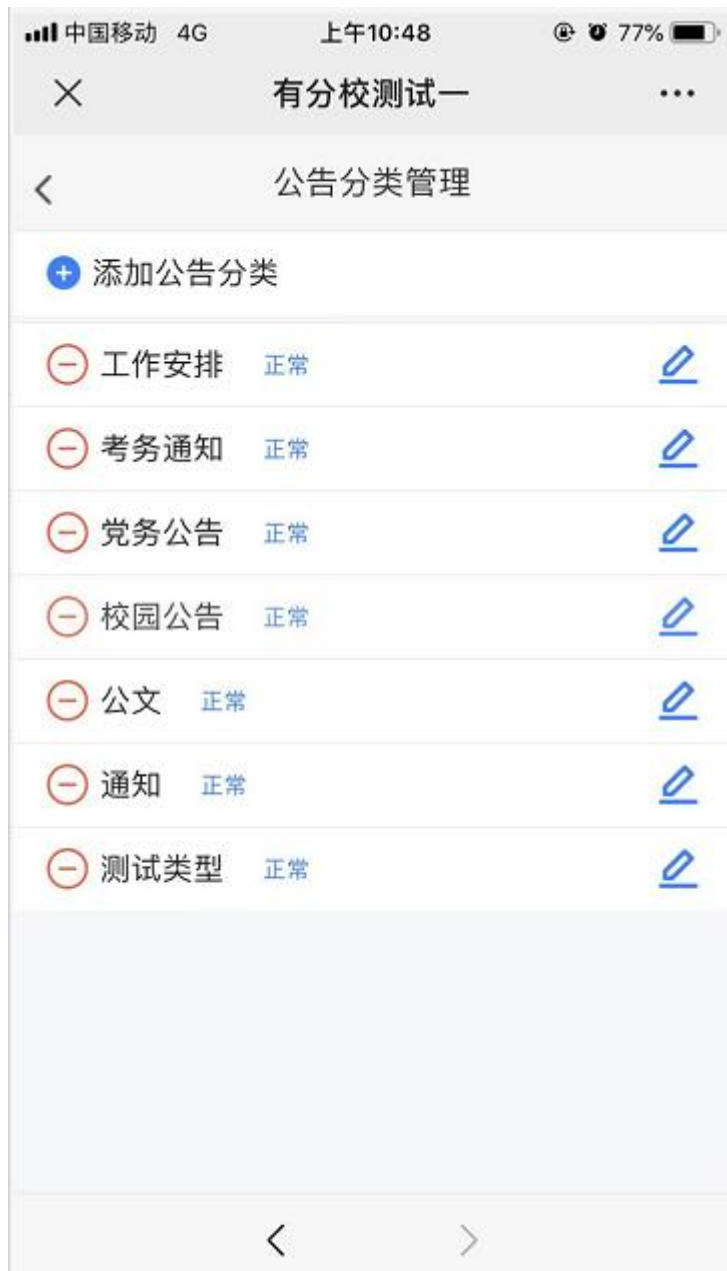 中国移动 4G 上午10:48 77%
有分校测试一
公告分类管理
添加公告分类
工作安排 正常
考务通知 正常
党务公告 正常
校园公告 正常
公文 正常
通知 正常
测试类型 正常